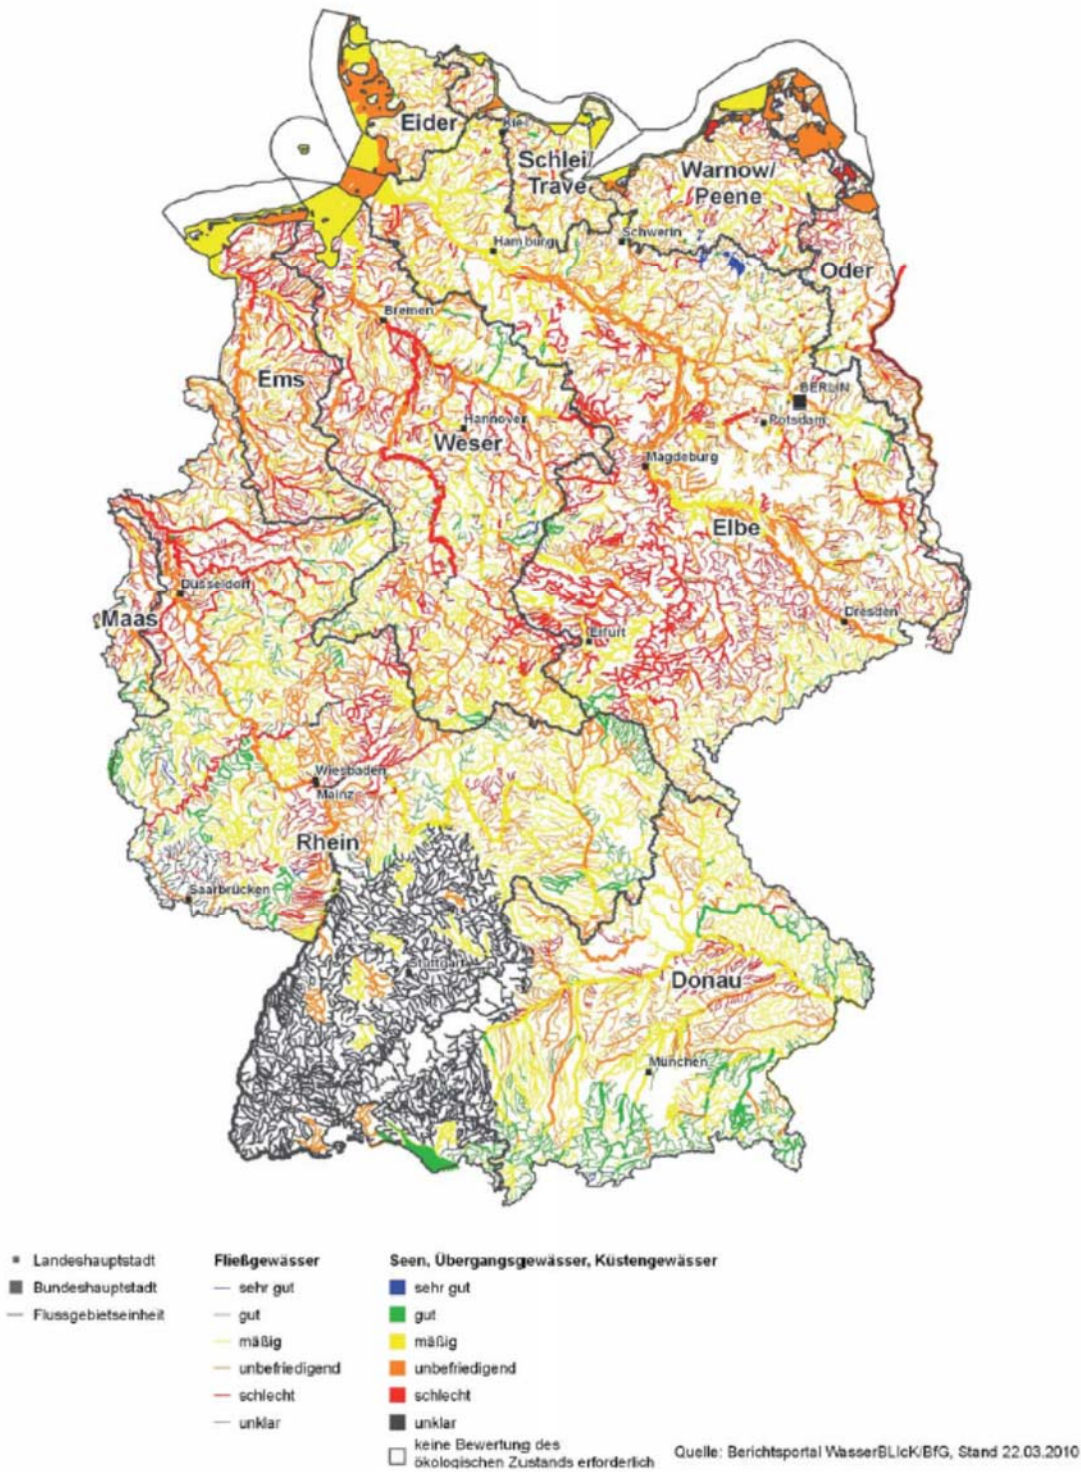 Eider
Kiel
Schlei/
Trave
Warnow/
Peene
Hamburg
Schwerin
Oder
Bremen
Ems
BERLIN
Hannover
Potsdam
Weser
Magdeburg
Elbe
Düsseldorf
Maas
Dresden
Erfurt
Wiesbaden
Mainz
Rhein
Saarbrücken
Stuttgart
Donau
München
Landeshauptstadt
Bundeshauptstadt
Flussgebietseinheit
Fließgewässer
sehr gut
gut
mäßig
unbefriedigend
schlecht
unklar
Seen, Übergangsgewässer, Küstengewässer
sehr gut
gut
mäßig
unbefriedigend
schlecht
unklar
keine Bewertung des
ökologischen Zustands erforderlich
Quelle: Berichtsportal WasserBLIcK/BfG, Stand 22.03.2010